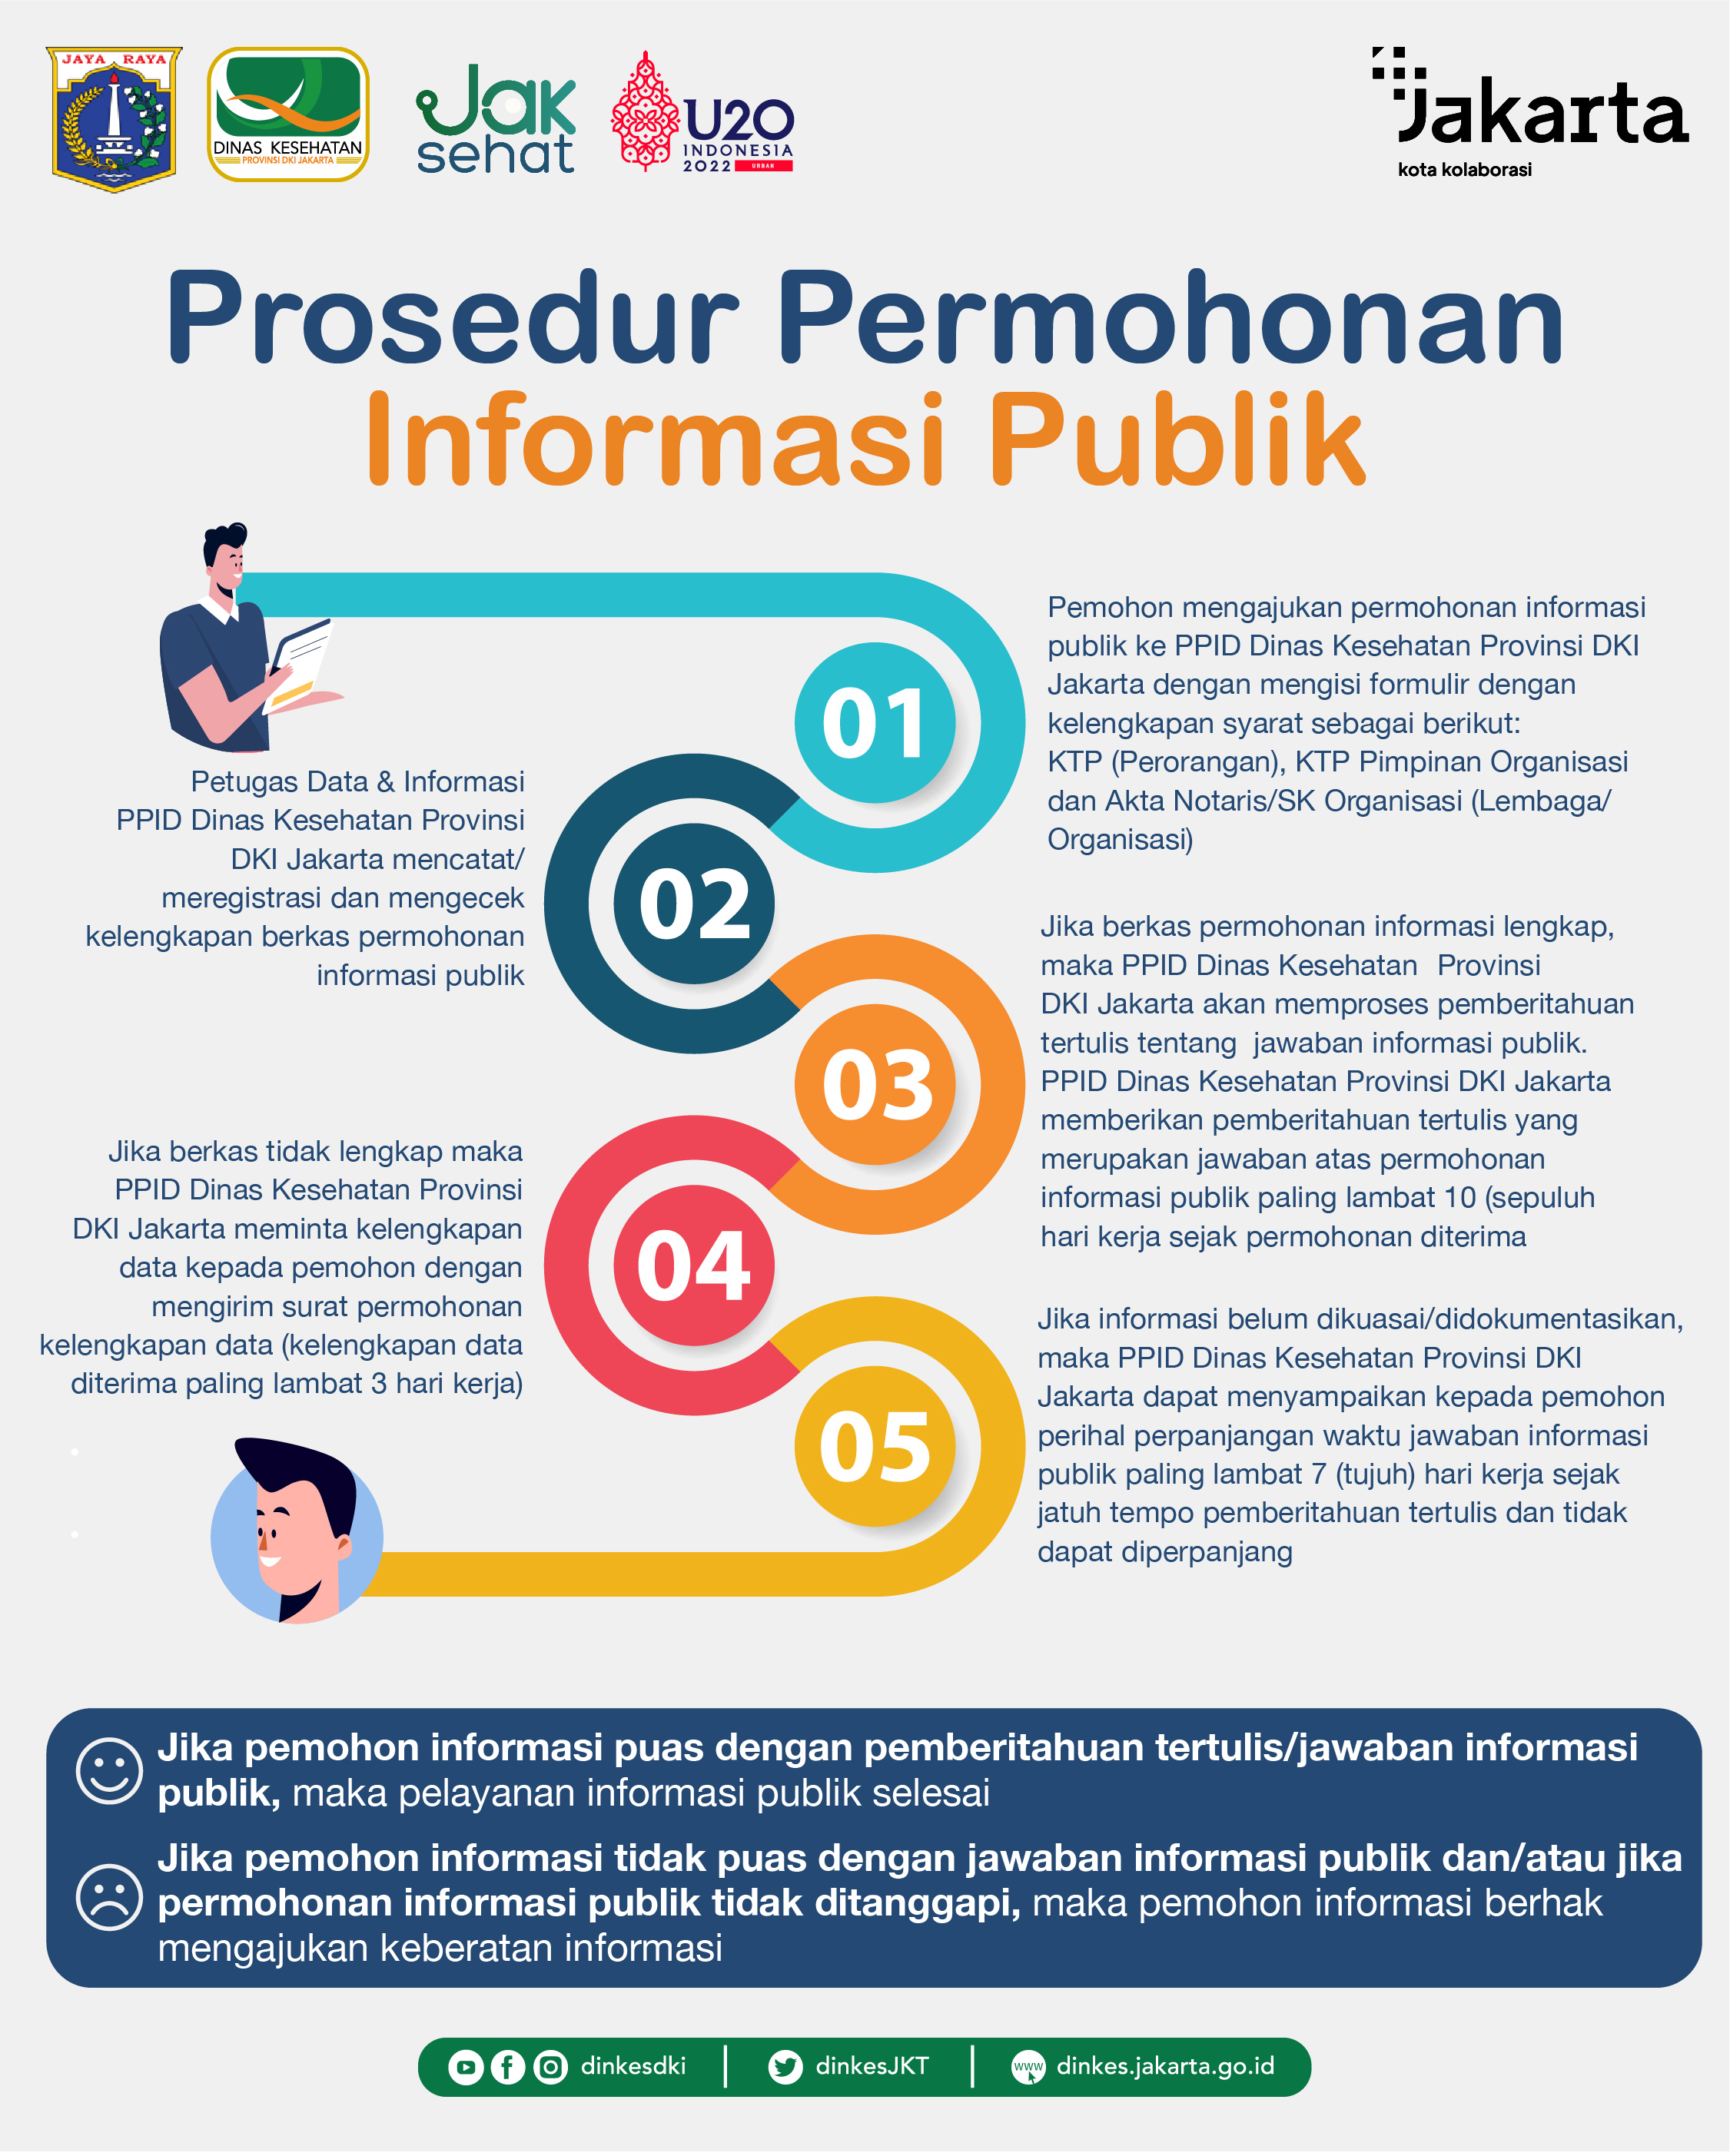 JAYA RAYA
DINAS KESEHATAN
PROVINSI DKI JAKARTA
Jak
sehat
U20
INDONESIA
2022 URBAN
Jakarta
kota kolaborasi
Prosedur Permohonan
Informasi Publik
01
Pemohon mengajukan permohonan informasi
publik ke PPID Dinas Kesehatan Provinsi DKI
Jakarta dengan mengisi formulir dengan
kelengkapan syarat sebagai berikut:
KTP (Perorangan), KTP Pimpinan Organisasi
dan Akta Notaris/SK Organisasi (Lembaga/
Organisasi)
02
Petugas Data & Informasi
PPID Dinas Kesehatan Provinsi
DKI Jakarta mencatat/
meregistrasi dan mengecek
kelengkapan berkas permohonan
informasi publik
03
Jika berkas permohonan informasi lengkap,
maka PPID Dinas Kesehatan Provinsi
DKI Jakarta akan memproses pemberitahuan
tertulis tentang jawaban informasi publik.
PPID Dinas Kesehatan Provinsi DKI Jakarta
memberikan pemberitahuan tertulis yang
merupakan jawaban atas permohonan
informasi publik paling lambat 10 (sepuluh
hari kerja sejak permohonan diterima
04
Jika berkas tidak lengkap maka
PPID Dinas Kesehatan Provinsi
DKI Jakarta meminta kelengkapan
data kepada pemohon dengan
mengirim surat permohonan
kelengkapan data (kelengkapan data
diterima paling lambat 3 hari kerja)
05
Jika informasi belum dikuasai/didokumentasikan,
maka PPID Dinas Kesehatan Provinsi DKI
Jakarta dapat menyampaikan kepada pemohon
perihal perpanjangan waktu jawaban informasi
publik paling lambat 7 (tujuh) hari kerja sejak
jatuh tempo pemberitahuan tertulis dan tidak
dapat diperpanjang
Jika pemohon informasi puas dengan pemberitahuan tertulis/jawaban informasi
publik, maka pelayanan informasi publik selesai
Jika pemohon informasi tidak puas dengan jawaban informasi publik dan/atau jika
permohonan informasi publik tidak ditanggapi, maka pemohon informasi berhak
mengajukan keberatan informasi
dinkesdki | dinkesJKT | www dinkes.jakarta.go.id